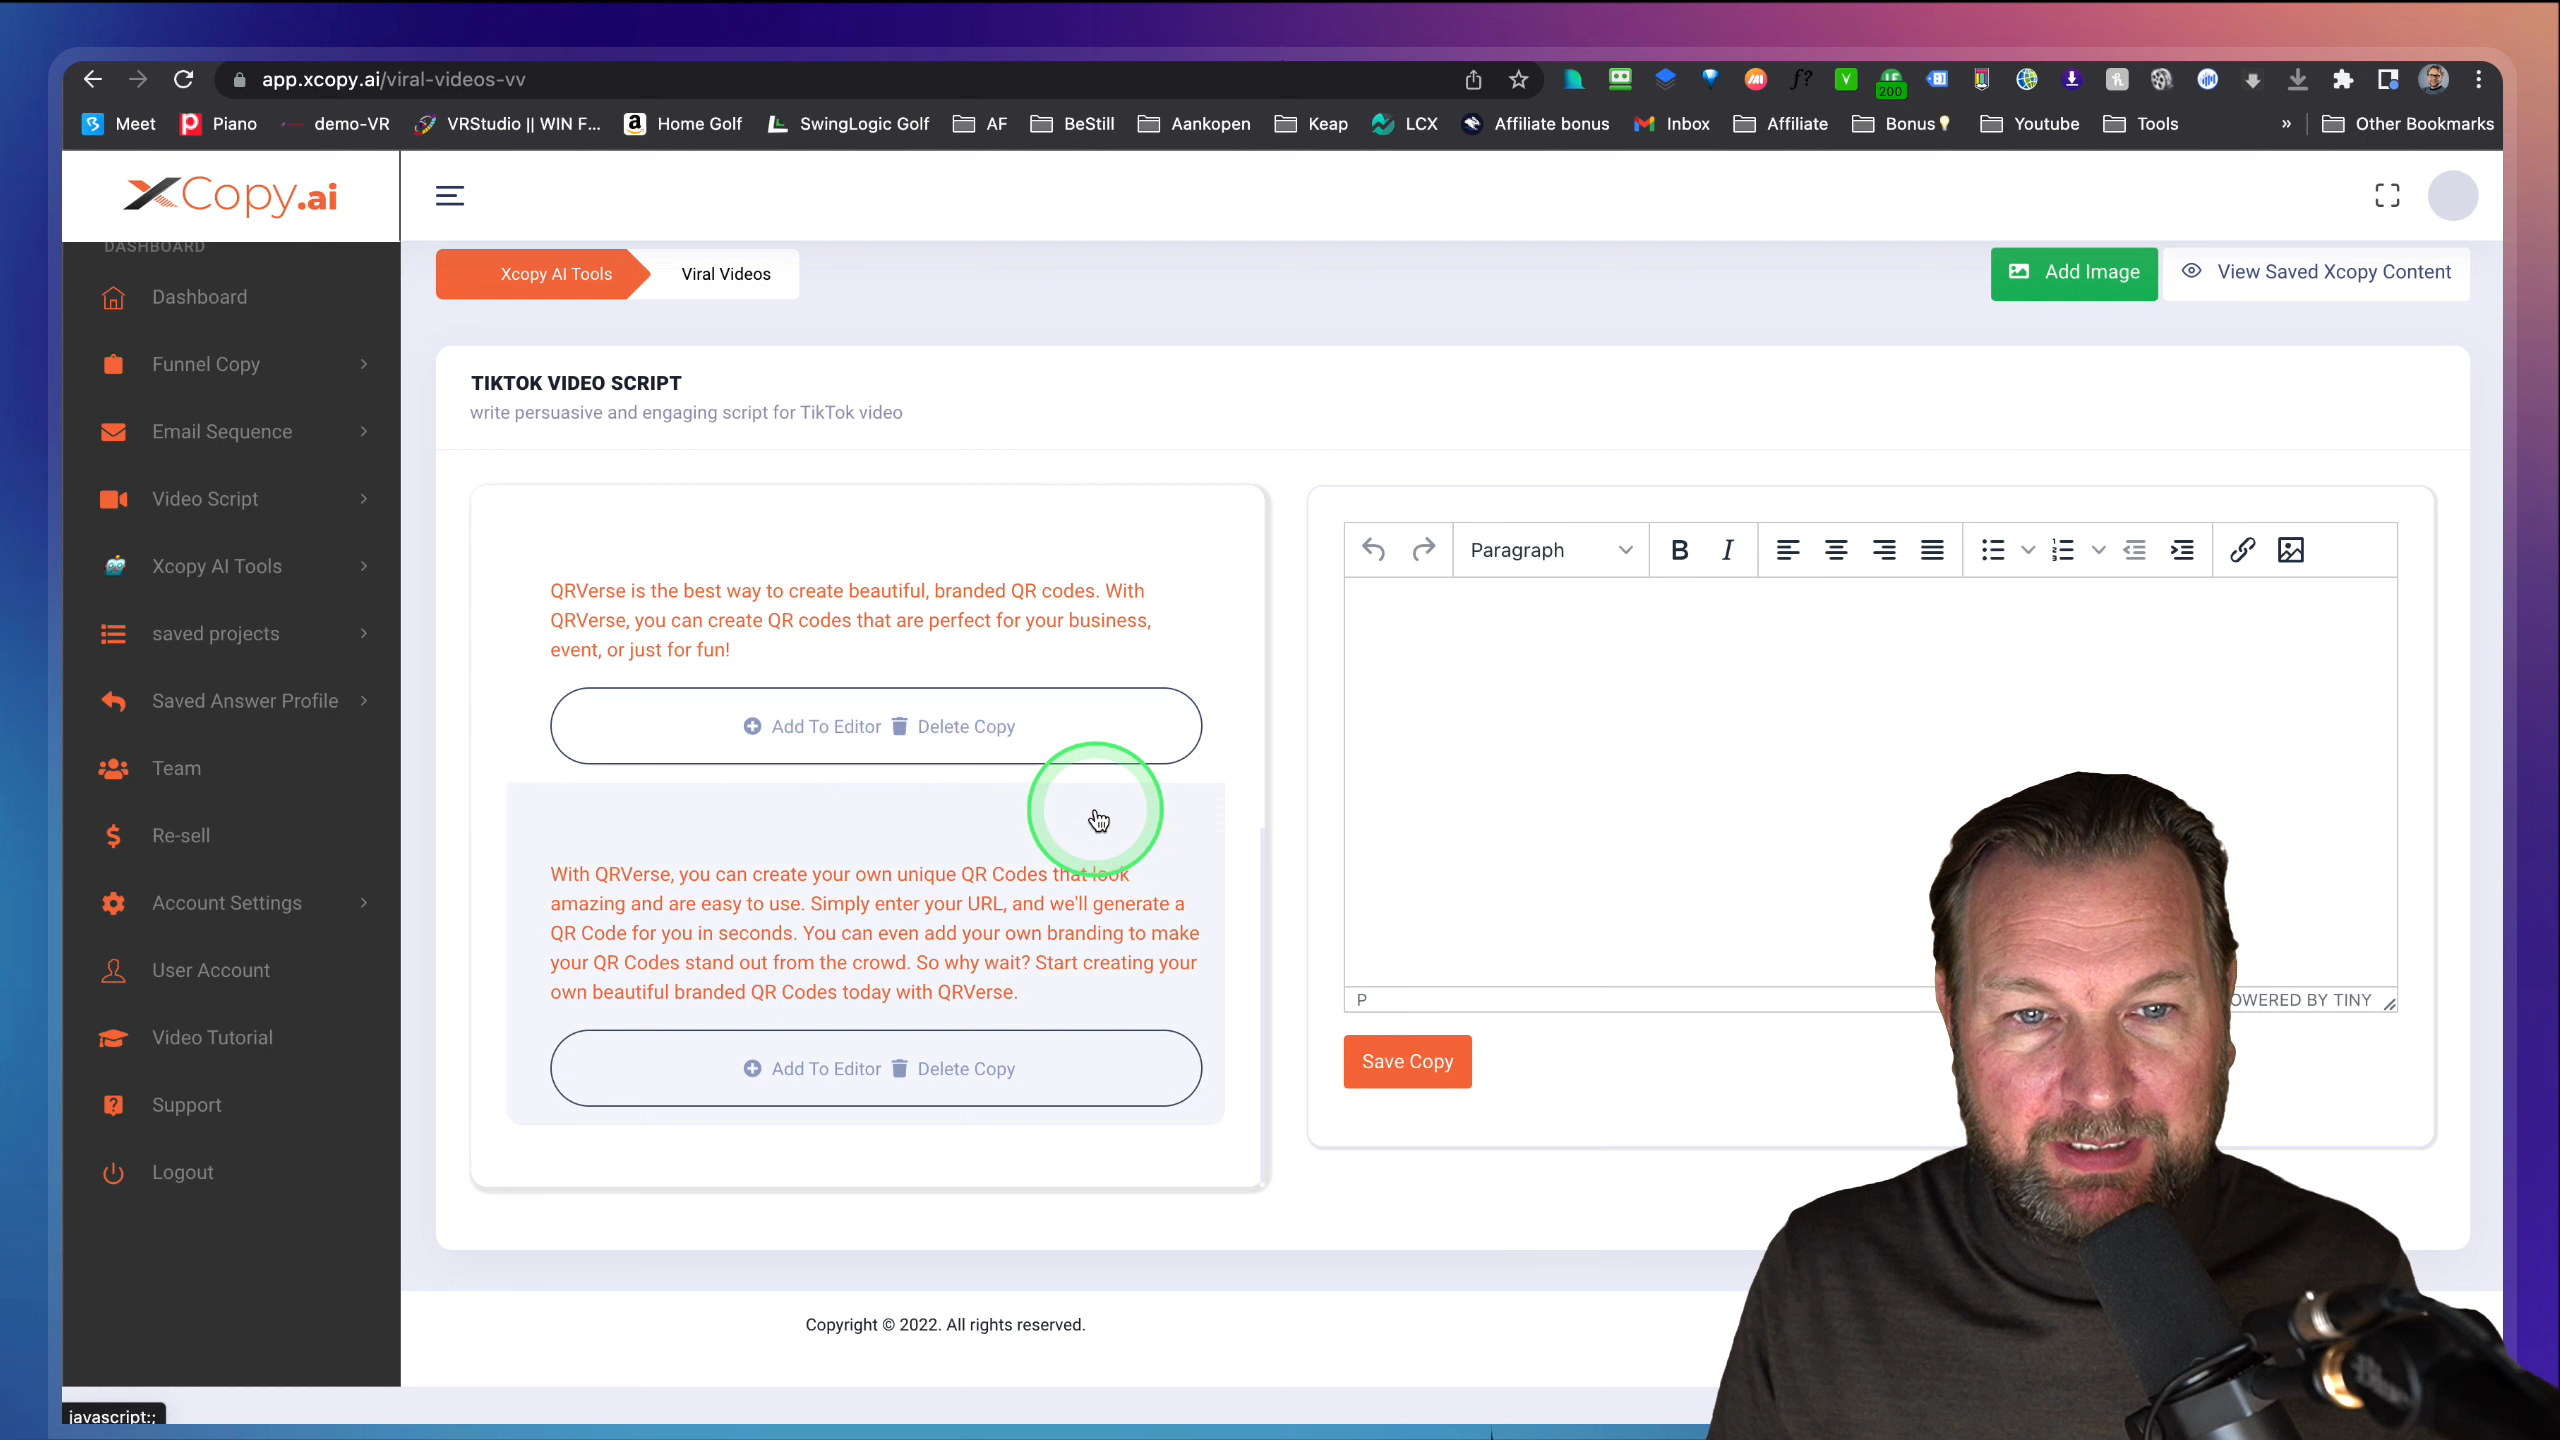 app.xcopy.ai/viral-videos-vv
200
Meet Piano demo-VR VRStudio || WIN F... Home Golf SwingLogic Golf AF BeStill Aankopen Keap LCX Affiliate bonus Inbox Affiliate Bonus Youtube Tools » Other Bookmarks
XCopy.ai
DASHBOARD
Dashboard
Funnel Copy
Email Sequence
Video Script
Xcopy AI Tools
saved projects
Saved Answer Profile
Team
Re-sell
Account Settings
User Account
Video Tutorial
Support
Logout
Xcopy AI Tools Viral Videos
Add Image View Saved Xcopy Content
TIKTOK VIDEO SCRIPT
write persuasive and engaging script for TikTok video
QRVerse is the best way to create beautiful, branded QR codes. With
QRVerse, you can create QR codes that are perfect for your business,
event, or just for fun!
Add To Editor Delete Copy
With QRVerse, you can create your own unique QR Codes that look
amazing and are easy to use. Simply enter your URL, and we'll generate a
QR Code for you in seconds. You can even add your own branding to make
your QR Codes stand out from the crowd. So why wait? Start creating your
own beautiful branded QR Codes today with QRVerse.
Add To Editor Delete Copy
Paragraph B I
P OWERED BY TINY
Save Copy
Copyright © 2022. All rights reserved.
javascript:;